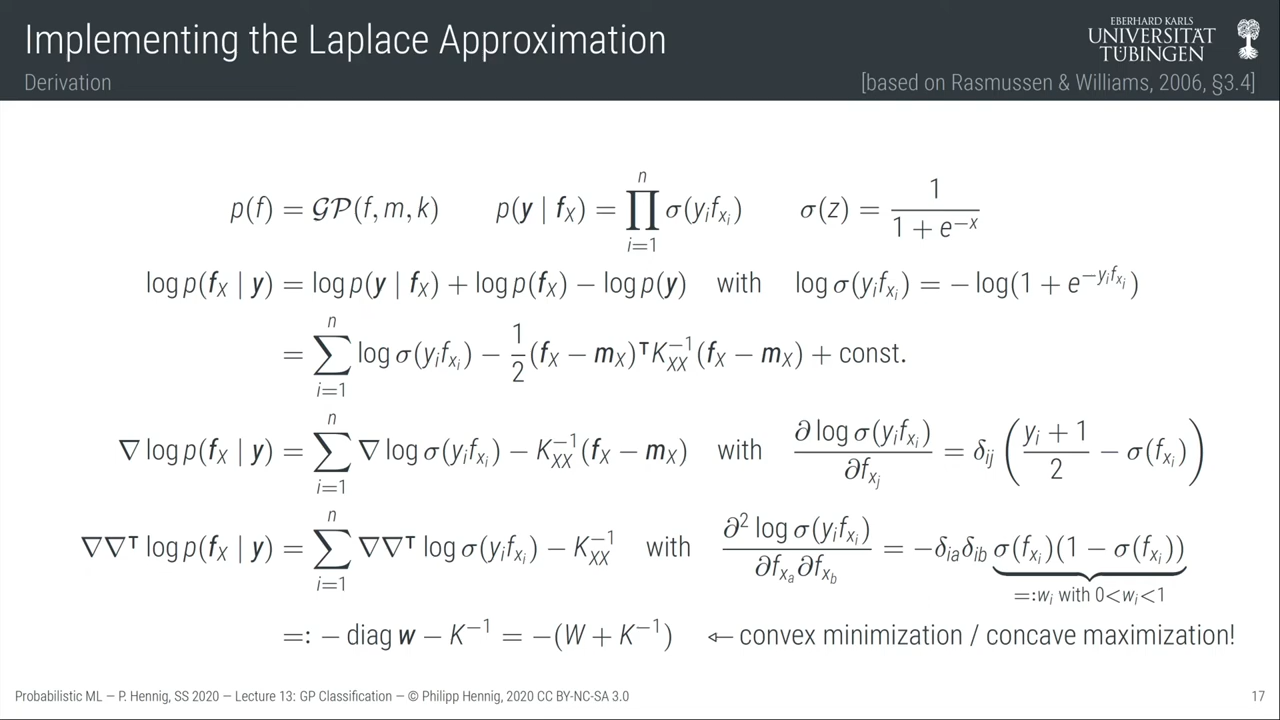 Implementing the Laplace Approximation
EBERHARD KARLS
UNIVERSITÄT
TÜBINGEN
Derivation
[based on Rasmussen & Williams, 2006, §3.4]
p(f) = 𝒢𝒫(f, m, k)   p(𝒚 | 𝒇_X) = ∏_{i=1}^{n} σ(y_i f_{x_i})   σ(z) = 1/(1 + e^{−x})
log p(𝒇_X | 𝒚) = log p(𝒚 | 𝒇_X) + log p(𝒇_X) − log p(𝒚)   with   log σ(y_i f_{x_i}) = − log(1 + e^{−y_i f_{x_i}})
= ∑_{i=1}^{n} log σ(y_i f_{x_i}) − 1/2 (𝒇_X − 𝒎_X)^⊤ K_{XX}^{−1} (𝒇_X − 𝒎_X) + const.
∇ log p(𝒇_X | 𝒚) = ∑_{i=1}^{n} ∇ log σ(y_i f_{x_i}) − K_{XX}^{−1} (𝒇_X − 𝒎_X)   with   ∂ log σ(y_i f_{x_i}) / ∂f_{x_j} = δ_{ij} ( (y_i + 1)/2 − σ(f_{x_i}) )
∇∇^⊤ log p(𝒇_X | 𝒚) = ∑_{i=1}^{n} ∇∇^⊤ log σ(y_i f_{x_i}) − K_{XX}^{−1}   with   ∂² log σ(y_i f_{x_i}) / ∂f_{x_a} ∂f_{x_b} = −δ_{ia} δ_{ib} σ(f_{x_i})(1 − σ(f_{x_i}))
=:w_i with 0<w_i<1
=: − diag 𝒘 − K^{−1} = −(W + K^{−1})   ← convex minimization / concave maximization!
Probabilistic ML — P. Hennig, SS 2020 — Lecture 13: GP Classification — © Philipp Hennig, 2020 CC BY-NC-SA 3.0
17